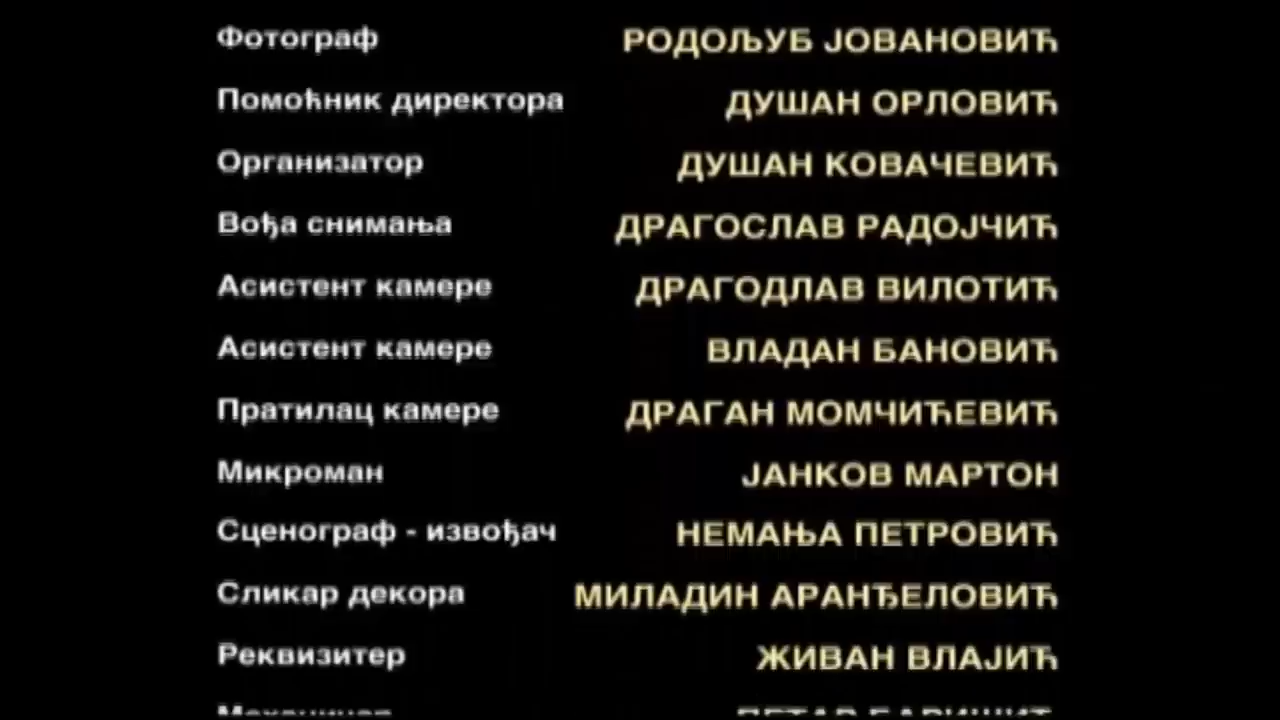 Фотограф РОДОЉУБ ЈОВАНОВИЋ
Помоћник директора ДУШАН ОРЛОВИЋ
Организатор ДУШАН КОВАЧЕВИЋ
Вођа снимања ДРАГОСЛАВ РАДОЈЧИЋ
Асистент камере ДРАГОДЛАВ ВИЛОТИЋ
Асистент камере ВЛАДАН БАНОВИЋ
Пратилац камере ДРАГАН МОМЧИЋЕВИЋ
Микроман ЈАНКОВ МАРТОН
Сценограф - извођач НЕМАЊА ПЕТРОВИЋ
Сликар декора МИЛАДИН АРАНЂЕЛОВИЋ
Реквизитер ЖИВАН ВЛАЈИЋ